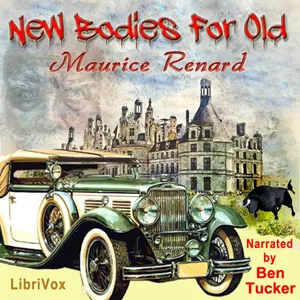 New Bodies for Old
Maurice Renard
Narrated
by
Ben
Tucker
LibriVox